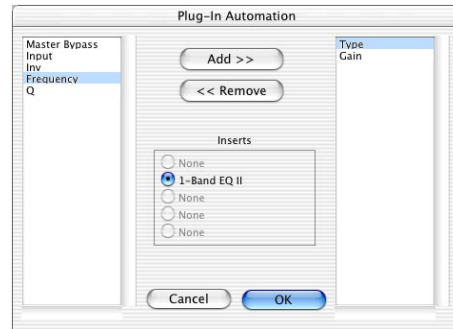 Plug-In Automation
Master Bypass
Input
Inv
Frequency
Q
Add >>
<< Remove
Inserts
None
1-Band EQ II
None
None
None
Type
Gain
Cancel
OK